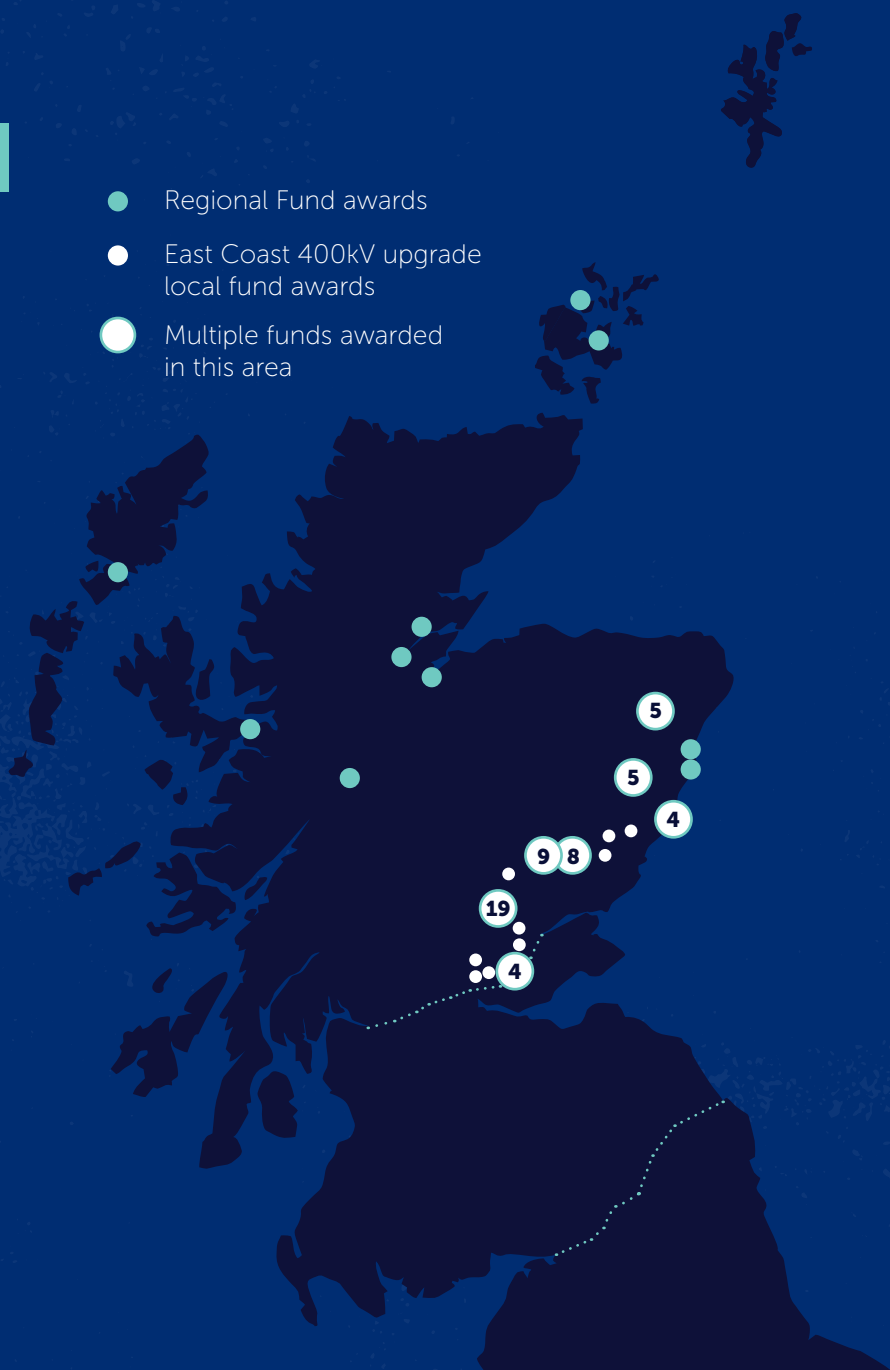 Regional Fund awards
East Coast 400kV upgrade
local fund awards
Multiple funds awarded
in this area
5
5
4
9 8
19
4